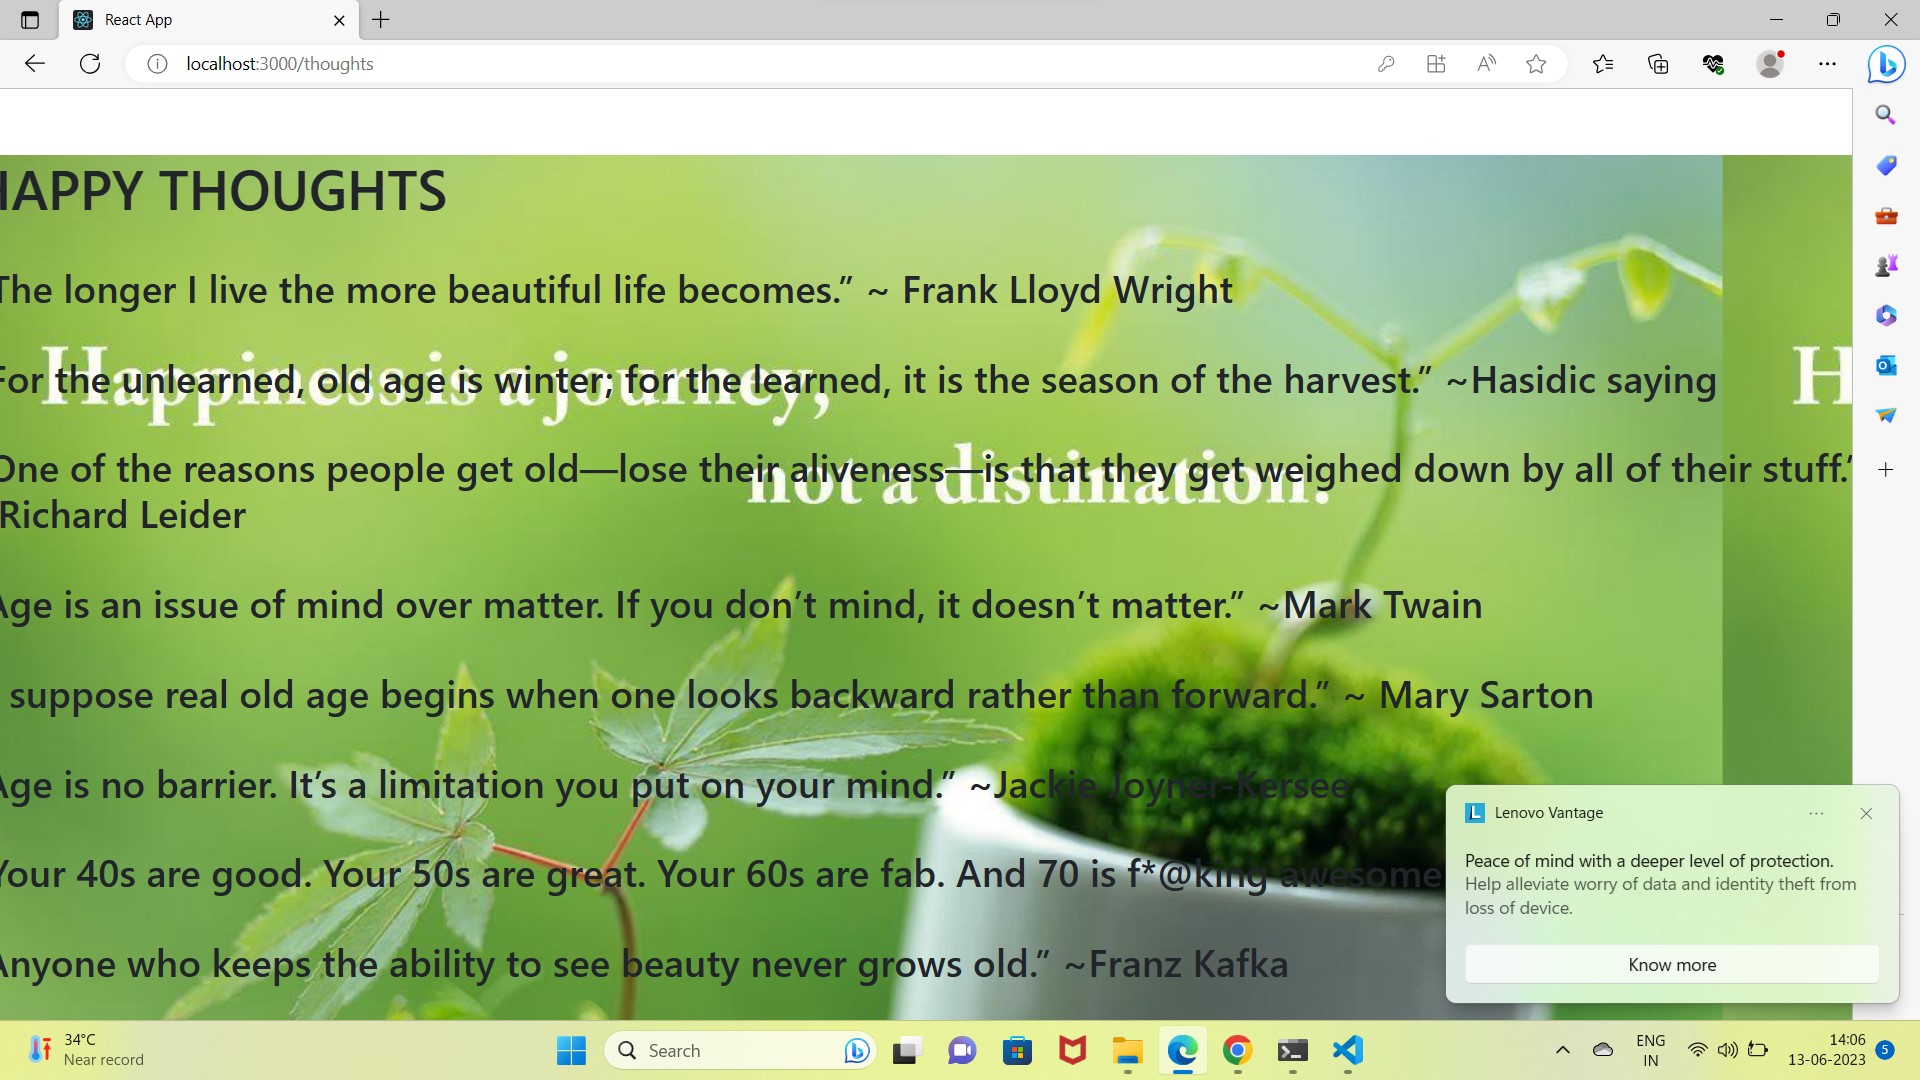 React App
localhost:3000/thoughts
HAPPY THOUGHTS
The longer I live the more beautiful life becomes.” ~ Frank Lloyd Wright
Happiness is a journey,
For the unlearned, old age is winter; for the learned, it is the season of the harvest.” ~Hasidic saying
H
One of the reasons people get old—lose their aliveness—is that they get weighed down by all of their stuff.”
not a distination.
Richard Leider
Age is an issue of mind over matter. If you don’t mind, it doesn’t matter.” ~Mark Twain
suppose real old age begins when one looks backward rather than forward.” ~ Mary Sarton
Age is no barrier. It’s a limitation you put on your mind.” ~Jackie Joyner-Kersee
Your 40s are good. Your 50s are great. Your 60s are fab. And 70 is f*@king awesome
Anyone who keeps the ability to see beauty never grows old.” ~Franz Kafka
Lenovo Vantage
Peace of mind with a deeper level of protection.
Help alleviate worry of data and identity theft from
loss of device.
Know more
34°C
Near record
Search
ENG
IN
14:06
13-06-2023
5